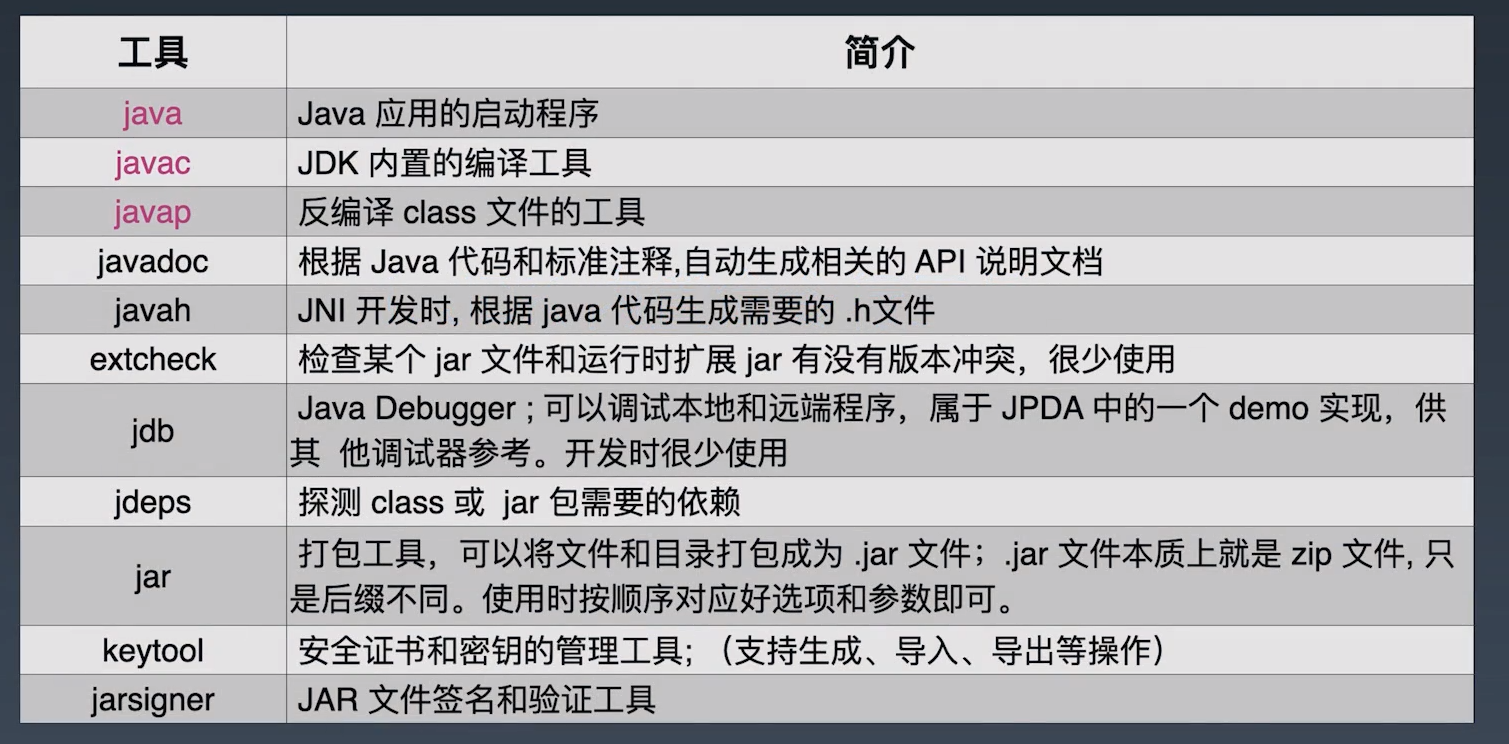 工具 简介
java Java 应用的启动程序
javac JDK 内置的编译工具
javap 反编译 class 文件的工具
javadoc 根据 Java 代码和标准注释,自动生成相关的 API 说明文档
javah JNI 开发时, 根据 java 代码生成需要的 .h文件
extcheck 检查某个 jar 文件和运行时扩展 jar 有没有版本冲突，很少使用
jdb Java Debugger ; 可以调试本地和远端程序，属于 JPDA 中的一个 demo 实现，供
其 他调试器参考。开发时很少使用
jdeps 探测 class 或 jar 包需要的依赖
jar 打包工具，可以将文件和目录打包成为 .jar 文件；.jar 文件本质上就是 zip 文件, 只
是后缀不同。使用时按顺序对应好选项和参数即可。
keytool 安全证书和密钥的管理工具; （支持生成、导入、导出等操作）
jarsigner JAR 文件签名和验证工具